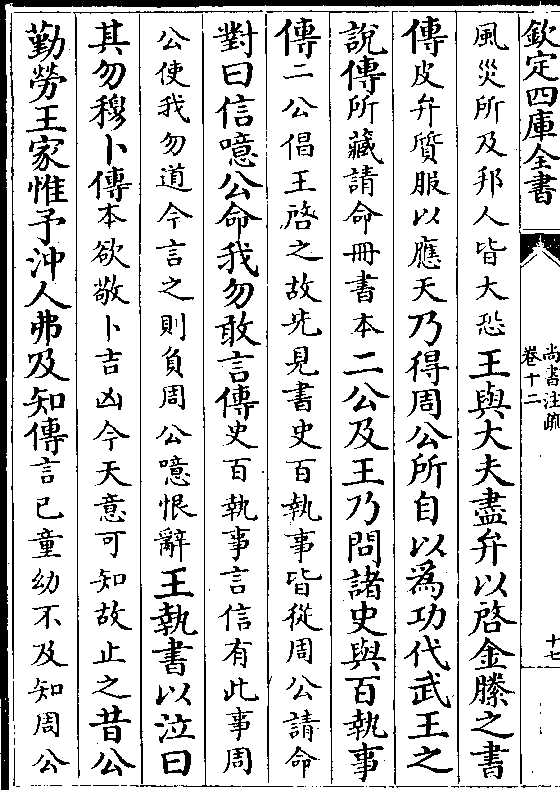 欽定四庫全書
尚書注疏
卷十二
十七
風災所及邦人皆大恐王與大夫盡弁以啓金縢之書
傳皮弁質服以應天乃得周公所自以為功代武王之
說傳所藏請命冊書本二公及王乃問諸史與百執事
傳二公倡王啓之故先見書史百執事皆從周公請命
對曰信噫公命我勿敢言傳史百執事言信有此事周
公使我勿道今言之則負周公噫恨辭王執書以泣曰
其勿穆卜傳本欲敬卜吉凶今天意可知故止之昔公
勤勞王家惟予沖人弗及知傳言已童幼不及知周公